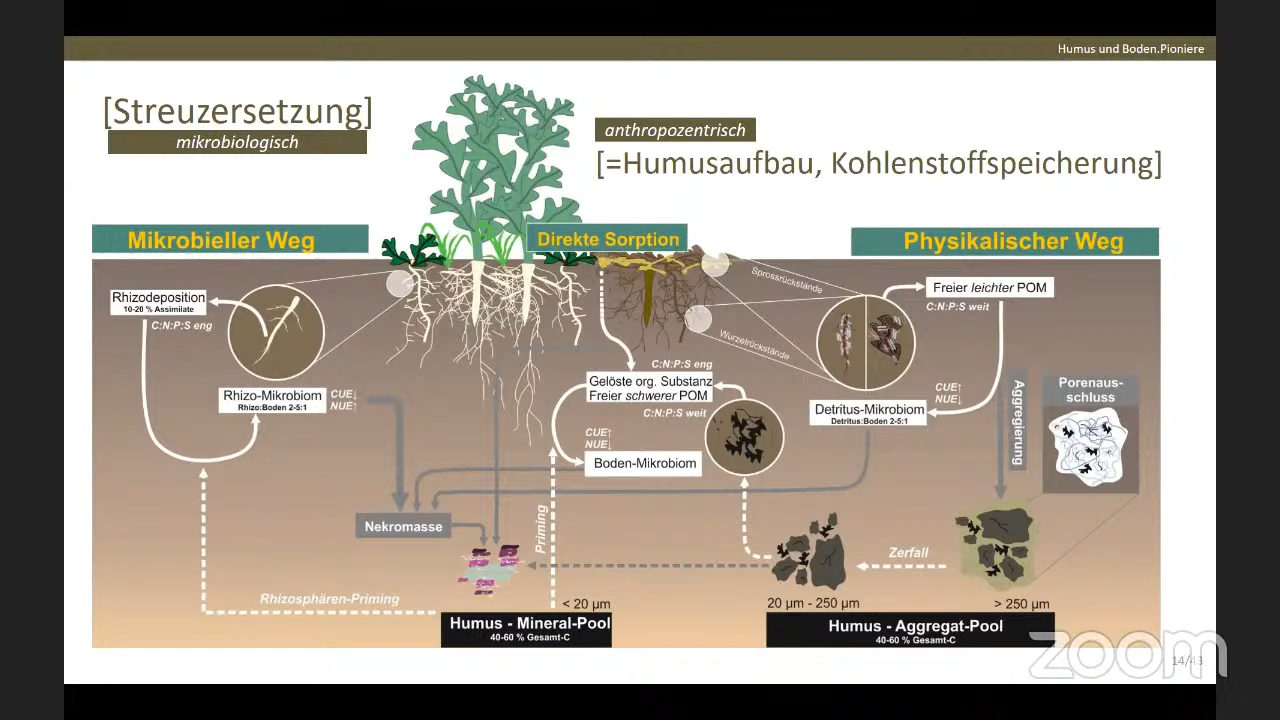 Humus und Boden.Pioniere
[Streuzersetzung]
mikrobiologisch
anthropozentrisch
[=Humusaufbau, Kohlenstoffspeicherung]
Mikrobieller Weg
Direkte Sorption
Physikalischer Weg
Rhizodeposition
10-20 % Assimilate
C:N:P:S eng
Rhizo-Mikrobiom
Rhizo:Boden 2-5:1
CUE↓
NUE↑
Sprossrückstände
Wurzelrückstände
Freier leichter POM
C:N:P:S weit
C:N:P:S eng
Gelöste org. Substanz
Freier schwerer POM
C:N:P:S weit
CUE↑
NUE↓
Boden-Mikrobiom
CUE↑
NUE↓
Detritus-Mikrobiom
Detritus:Boden 2-5:1
Aggregierung
Porenaus-
schluss
Nekromasse
Priming
Zerfall
Rhizosphären-Priming
< 20 µm
20 µm - 250 µm
> 250 µm
Humus - Mineral-Pool
40-60 % Gesamt-C
Humus - Aggregat-Pool
40-60 % Gesamt-C
zoom
14/43